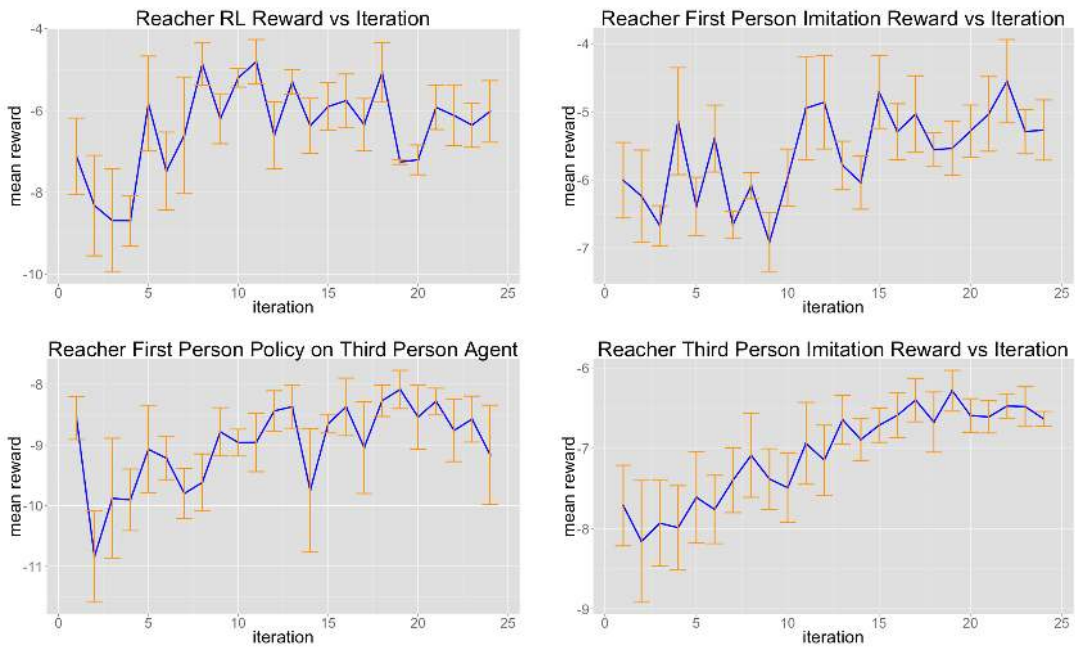 Reacher RL Reward vs Iteration
mean reward
-4
-6
-8
-10
0 5 10 15 20 25
iteration
Reacher First Person Imitation Reward vs Iteration
mean reward
-4
-5
-6
-7
0 5 10 15 20 25
iteration
Reacher First Person Policy on Third Person Agent
mean reward
-8
-9
-10
-11
0 5 10 15 20 25
iteration
Reacher Third Person Imitation Reward vs Iteration
mean reward
-6
-7
-8
-9
0 5 10 15 20 25
iteration